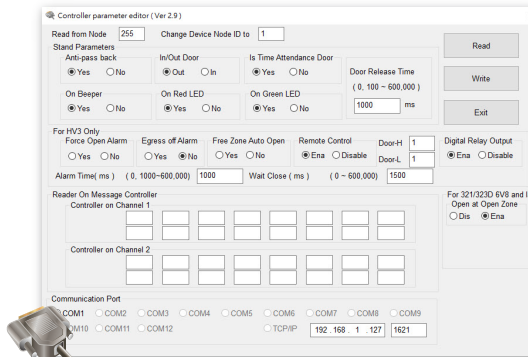 Controller parameter editor ( Ver 2.9 )
Read from Node 255 Change Device Node ID to 1
Stand Parameters
Anti-pass back In/Out Door Is Time Attendance Door
Yes No Out In Yes No Door Release Time
( 0, 100 ~ 600,000 )
On Beeper On Red LED On Green LED
Yes No Yes No Yes No 1000 ms
Read
Write
Exit
For HV3 Only
Force Open Alarm Egress off Alarm Free Zone Auto Open Remote Control Door-H 1 Digital Relay Output
Yes No Yes No Yes No Ena Disable Door-L 1 Ena Disable
Alarm Time( ms ) ( 0, 1000~600,000) 1000 Wait Close ( ms ) ( 0 ~ 600,000) 1500
Reader On Message Controller For 321/323D 6V8 and
Controller on Channel 1 Open at Open Zone
Dis Ena
Controller on Channel 2
Communication Port
COM1 COM2 COM3 COM4 COM5 COM6 COM7 COM8 COM9
COM10 COM11 COM12 TCP/IP 192 . 168 . 1 . 127 1621